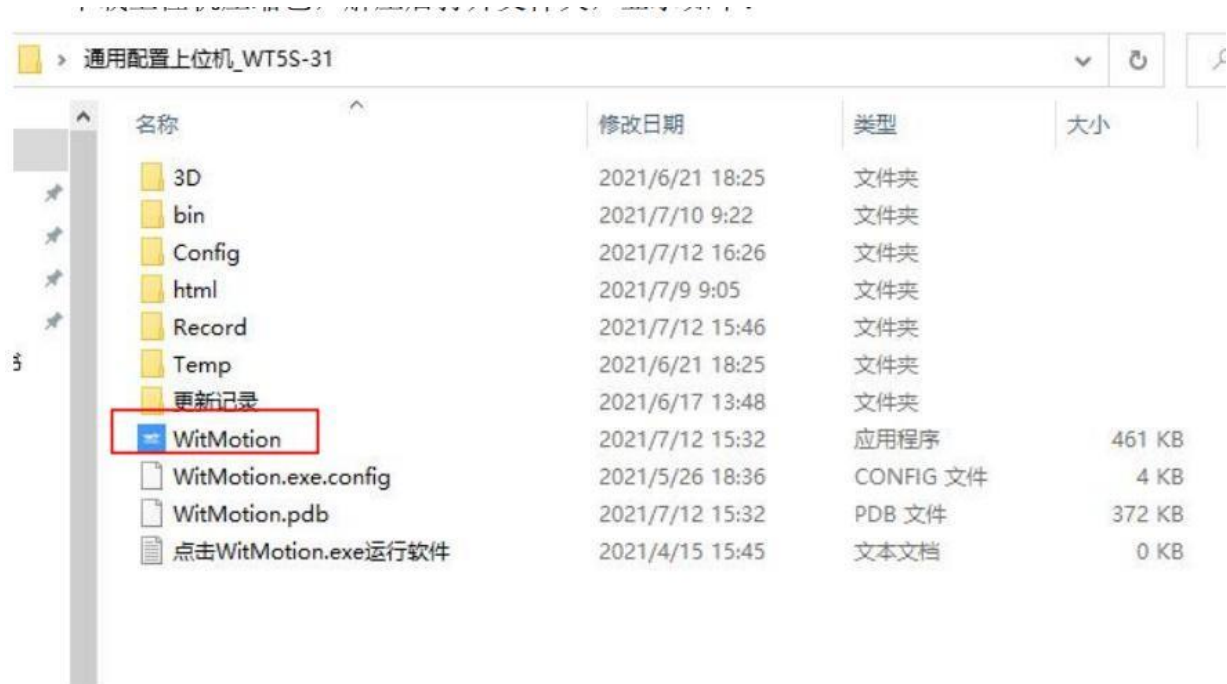 通用配置上位机_WT5S-31
名称 修改日期 类型 大小
3D 2021/6/21 18:25 文件夹
bin 2021/7/10 9:22 文件夹
Config 2021/7/12 16:26 文件夹
html 2021/7/9 9:05 文件夹
Record 2021/7/12 15:46 文件夹
Temp 2021/6/21 18:25 文件夹
更新记录 2021/6/17 13:48 文件夹
WitMotion 2021/7/12 15:32 应用程序 461 KB
WitMotion.exe.config 2021/5/26 18:36 CONFIG 文件 4 KB
WitMotion.pdb 2021/7/12 15:32 PDB 文件 372 KB
点击WitMotion.exe运行软件 2021/4/15 15:45 文本文档 0 KB